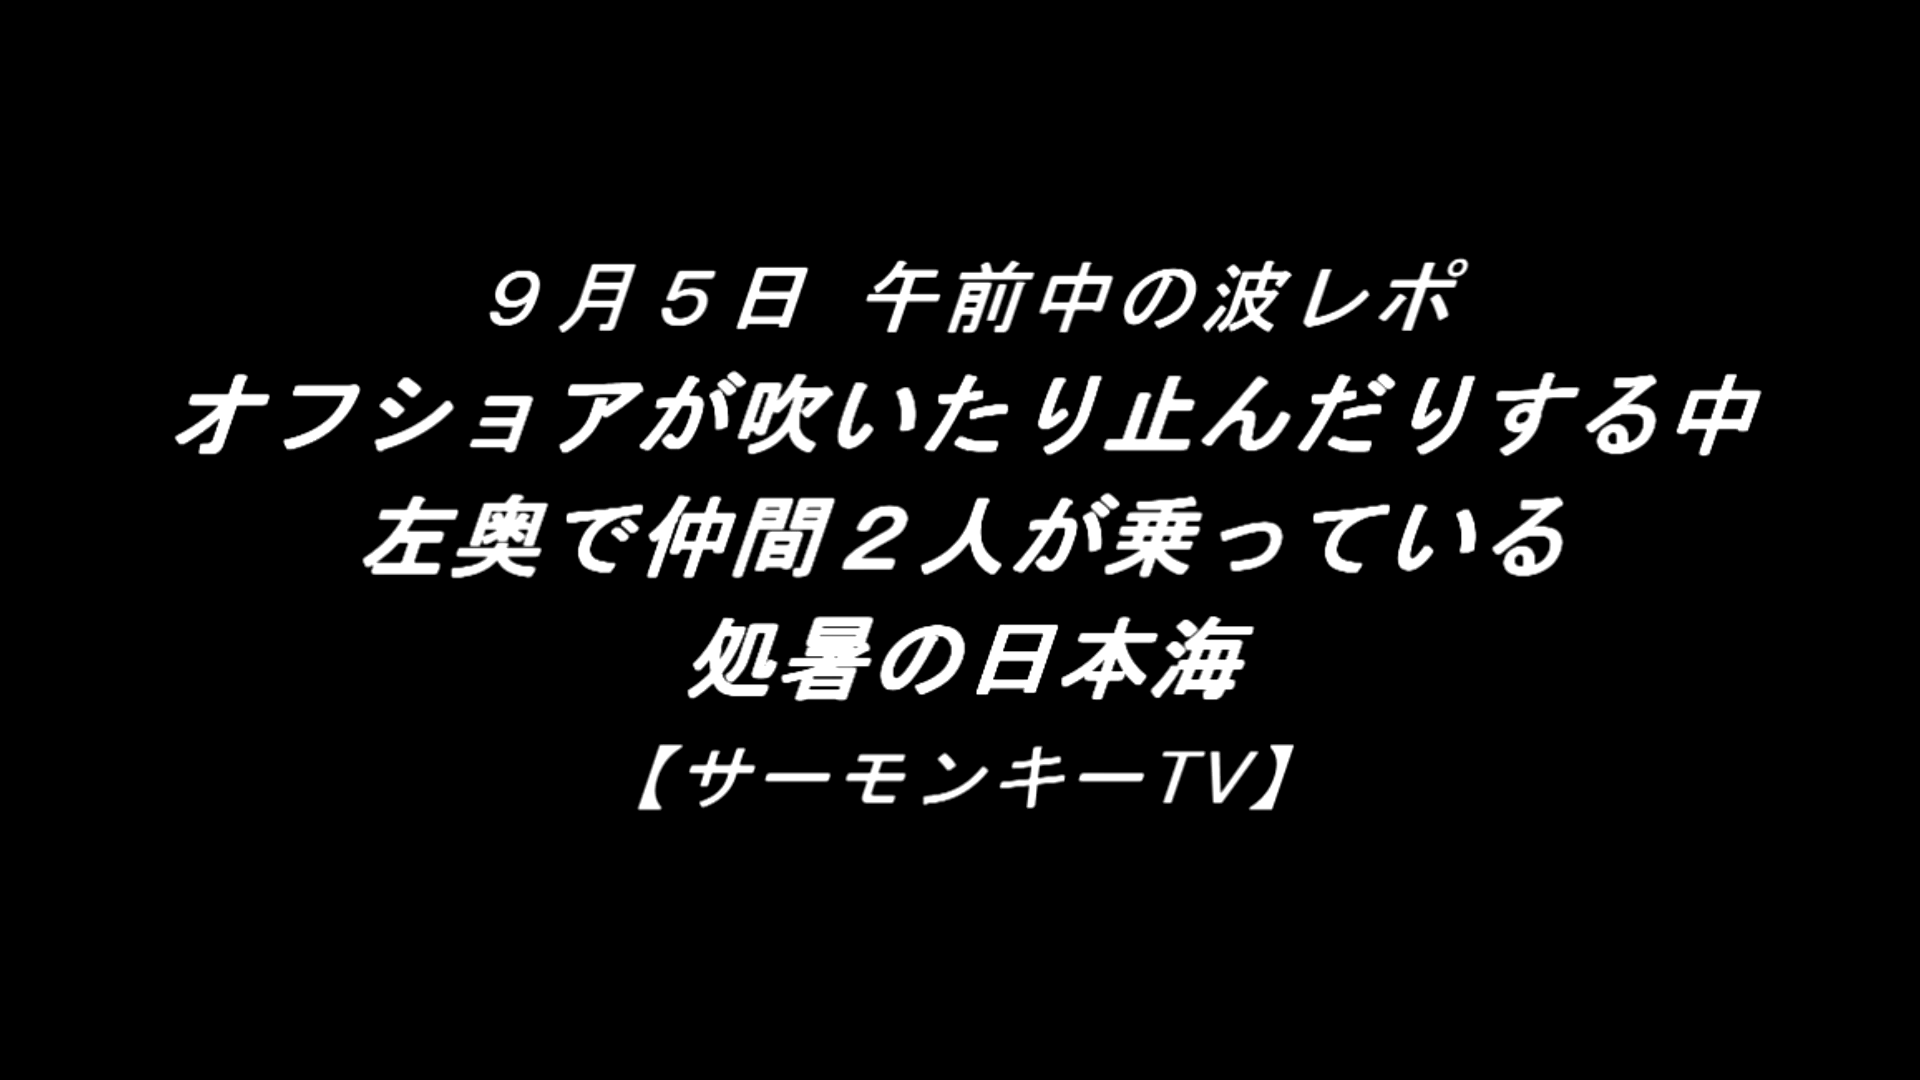 ９月５日 午前中の波レポ
オフショアが吹いたり止んだりする中
左奥で仲間２人が乗っている
処暑の日本海
【サーモンキーTV】